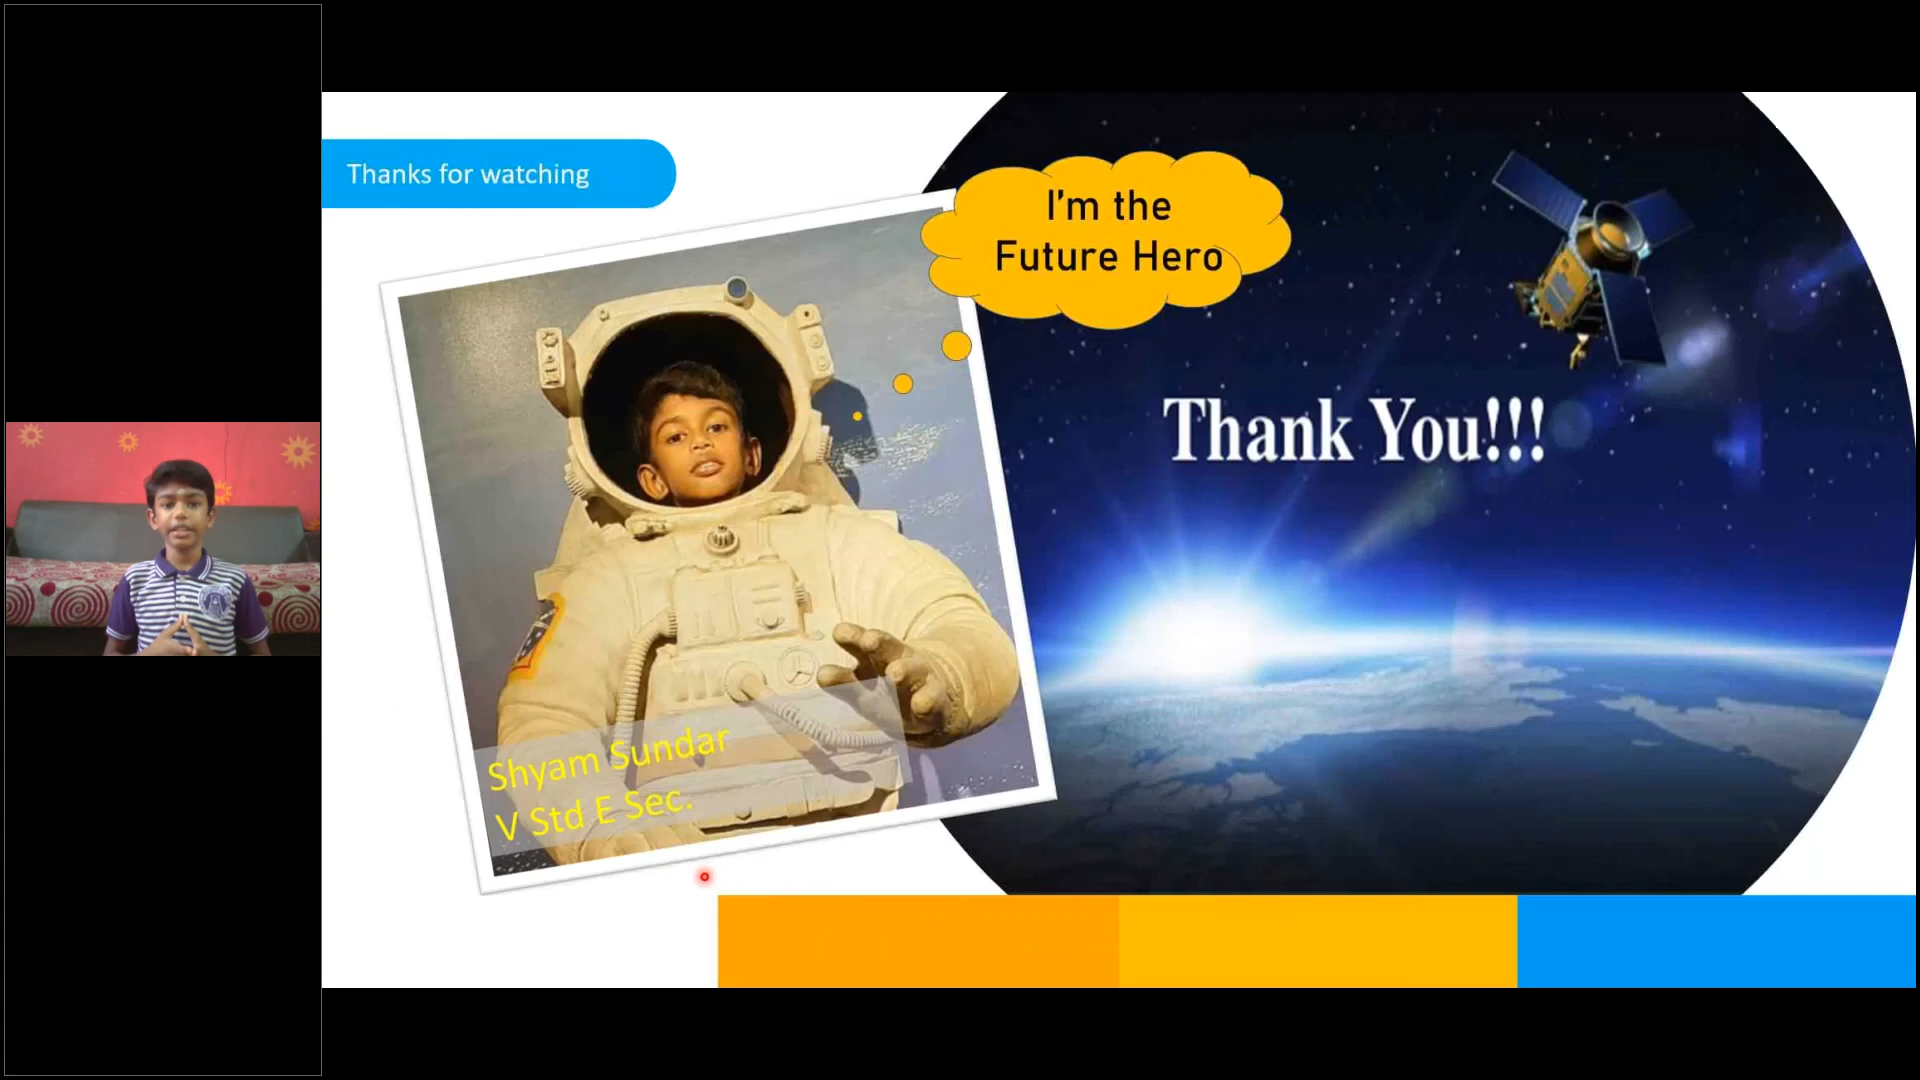 Thanks for watching
I'm the
Future Hero
Thank You!!!
Shyam Sundar
V Std E Sec.